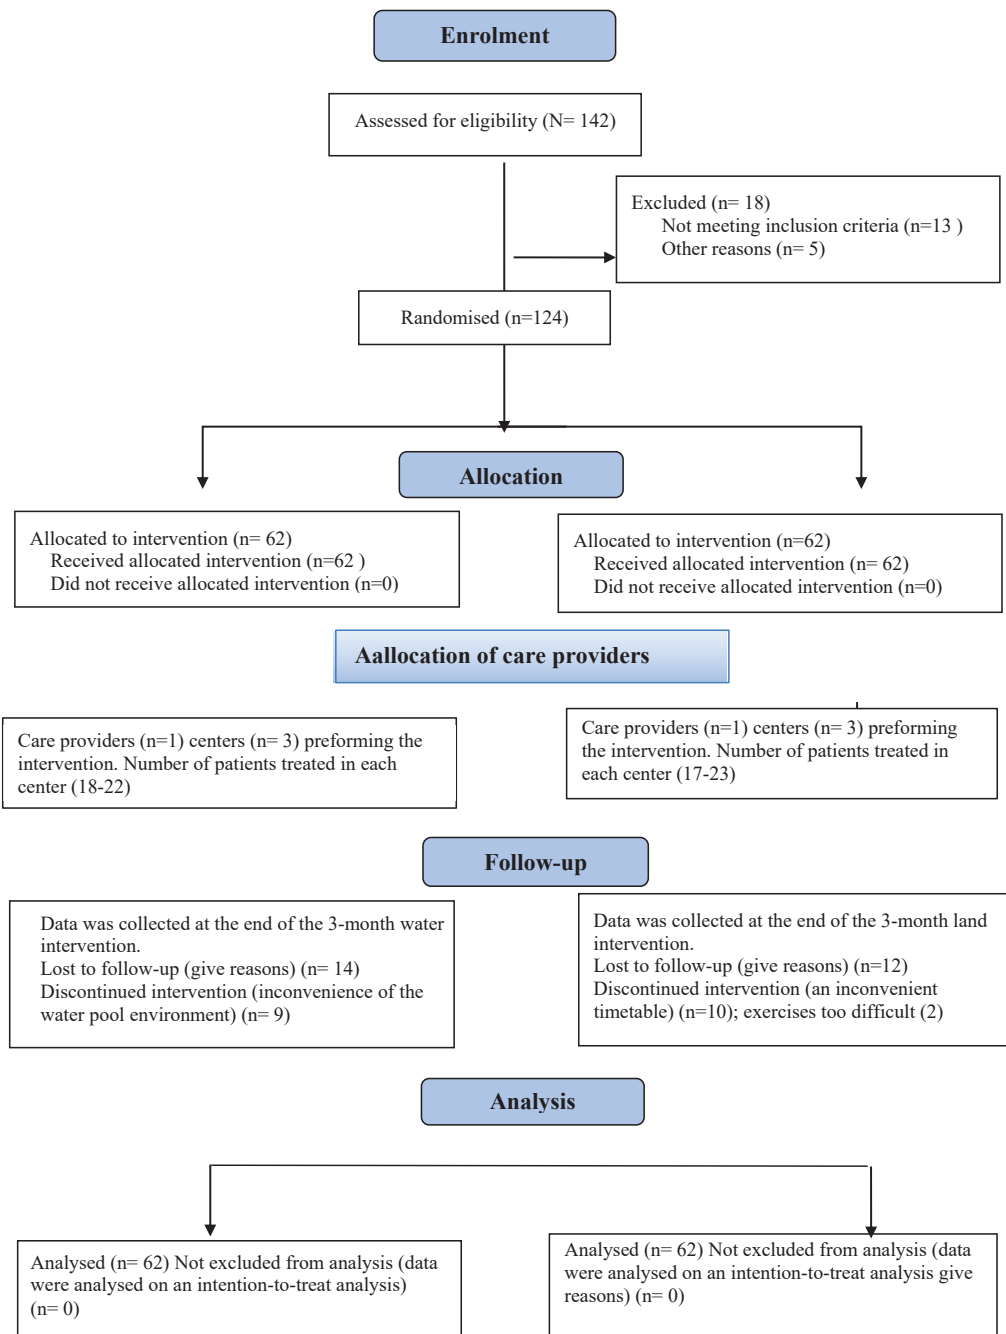 Enrolment
Assessed for eligibility (N= 142)
Excluded (n= 18)
Not meeting inclusion criteria (n=13 )
Other reasons (n= 5)
Randomised (n=124)
Allocation
Allocated to intervention (n= 62)
Received allocated intervention (n=62 )
Did not receive allocated intervention (n=0)
Allocated to intervention (n=62)
Received allocated intervention (n= 62)
Did not receive allocated intervention (n=0)
Aallocation of care providers
Care providers (n=1) centers (n= 3) preforming the
intervention. Number of patients treated in each
center (18-22)
Care providers (n=1) centers (n= 3) preforming
the intervention. Number of patients treated in
each center (17-23)
Follow-up
Data was collected at the end of the 3-month water
intervention.
Lost to follow-up (give reasons) (n= 14)
Discontinued intervention (inconvenience of the
water pool environment) (n= 9)
Data was collected at the end of the 3-month land
intervention.
Lost to follow-up (give reasons) (n=12)
Discontinued intervention (an inconvenient
timetable) (n=10); exercises too difficult (2)
Analysis
Analysed (n= 62) Not excluded from analysis (data
were analysed on an intention-to-treat analysis)
(n= 0)
Analysed (n= 62) Not excluded from analysis (data
were analysed on an intention-to-treat analysis give
reasons) (n= 0)